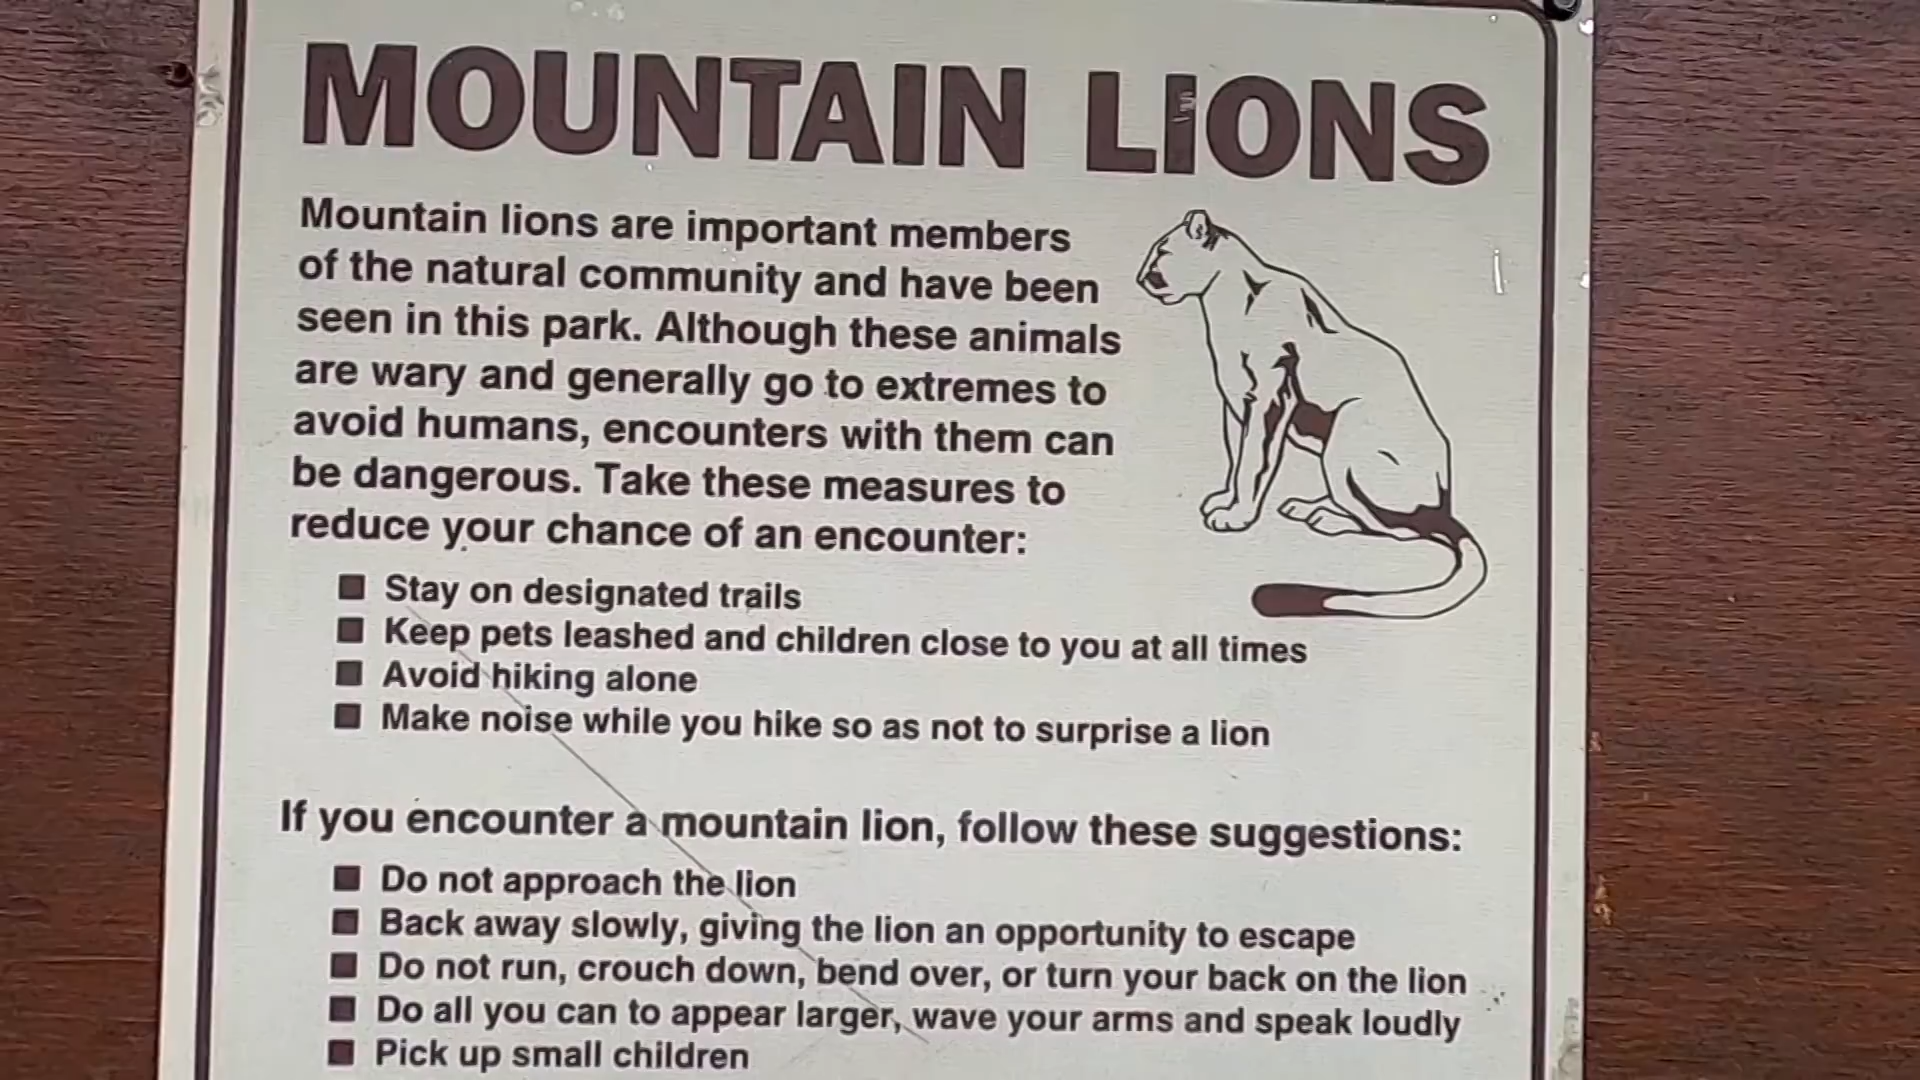 MOUNTAIN LIONS
Mountain lions are important members
of the natural community and have been
seen in this park. Although these animals
are wary and generally go to extremes to
avoid humans, encounters with them can
be dangerous. Take these measures to
reduce your chance of an encounter:
■ Stay on designated trails
■ Keep pets leashed and children close to you at all times
■ Avoid hiking alone
■ Make noise while you hike so as not to surprise a lion
If you encounter a mountain lion, follow these suggestions:
■ Do not approach the lion
■ Back away slowly, giving the lion an opportunity to escape
■ Do not run, crouch down, bend over, or turn your back on the lion
■ Do all you can to appear larger, wave your arms and speak loudly
■ Pick up small children